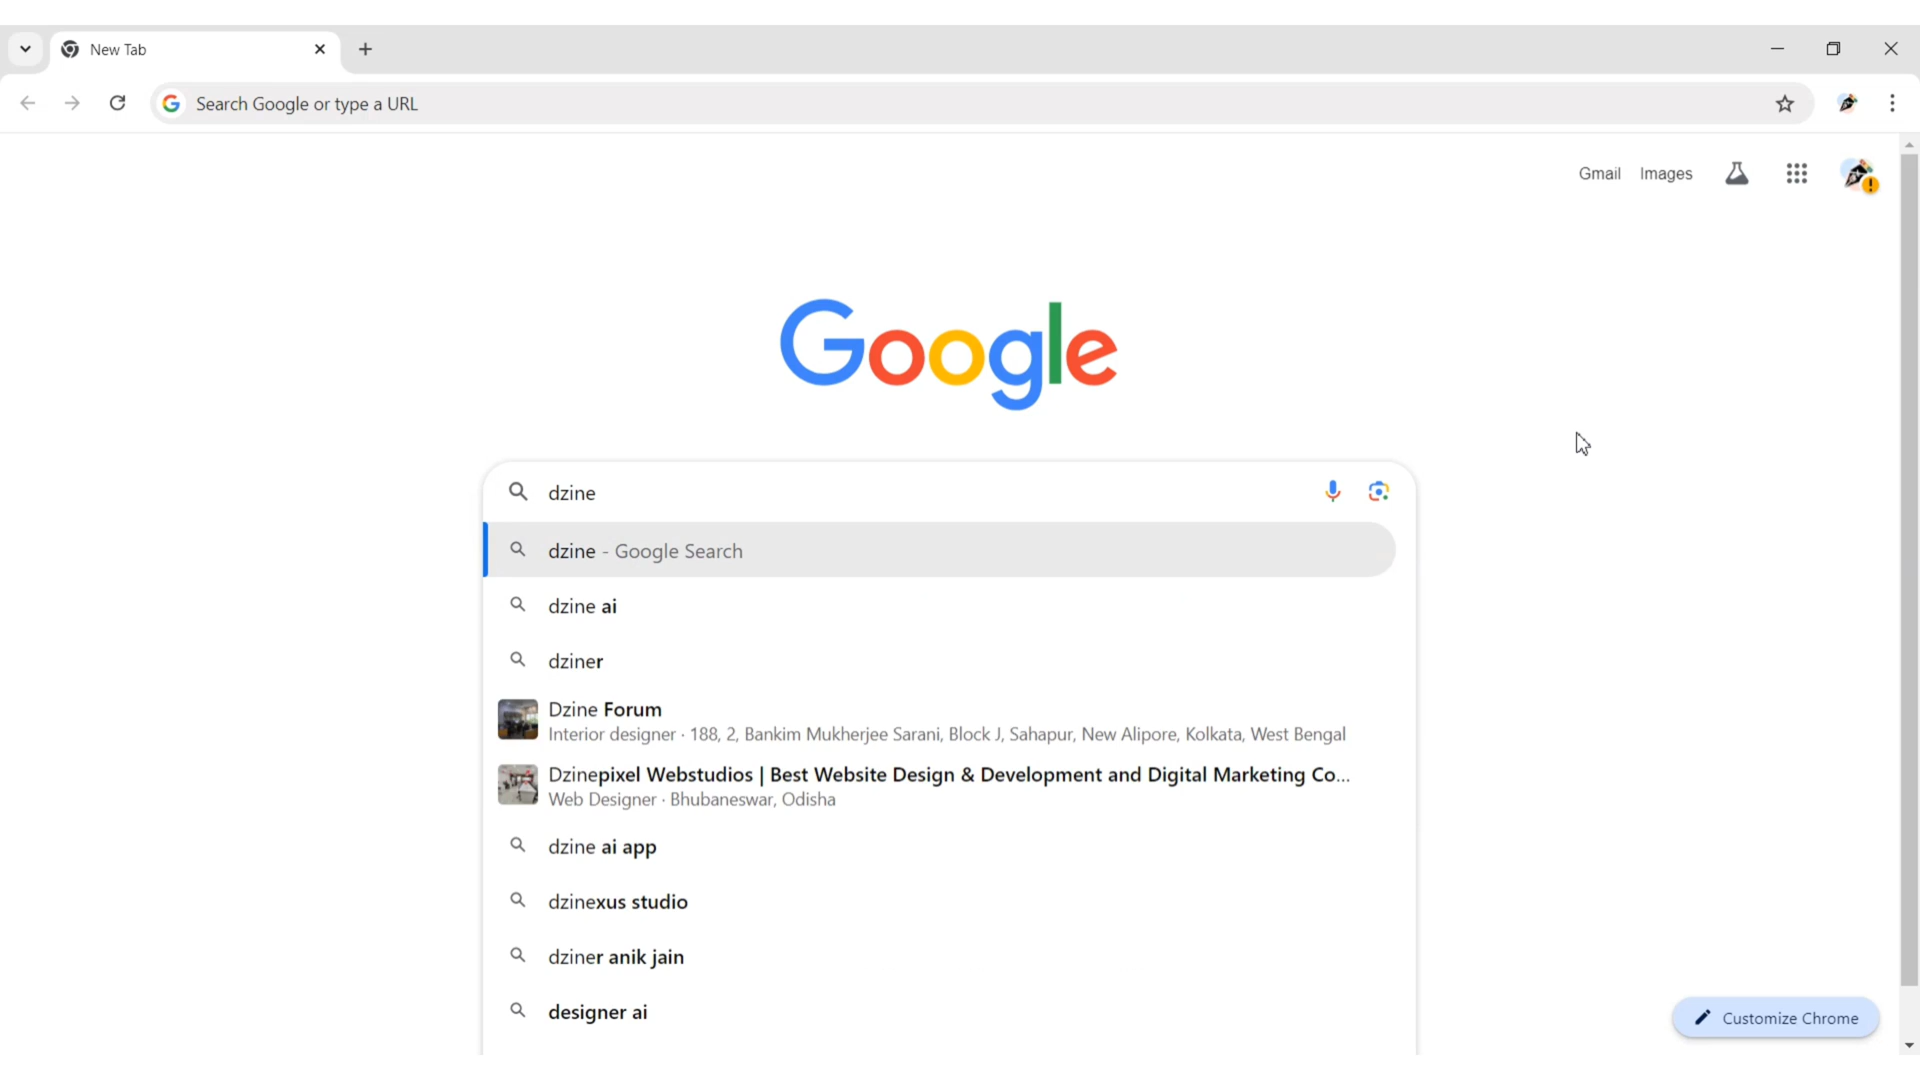 New Tab
Search Google or type a URL
Gmail Images
Google
dzine
dzine - Google Search
dzine ai
dziner
Dzine Forum
Interior designer · 188, 2, Bankim Mukherjee Sarani, Block J, Sahapur, New Alipore, Kolkata, West Bengal
Dzinepixel Webstudios | Best Website Design & Development and Digital Marketing Co...
Web Designer · Bhubaneswar, Odisha
dzine ai app
dzinexus studio
dziner anik jain
designer ai
Customize Chrome